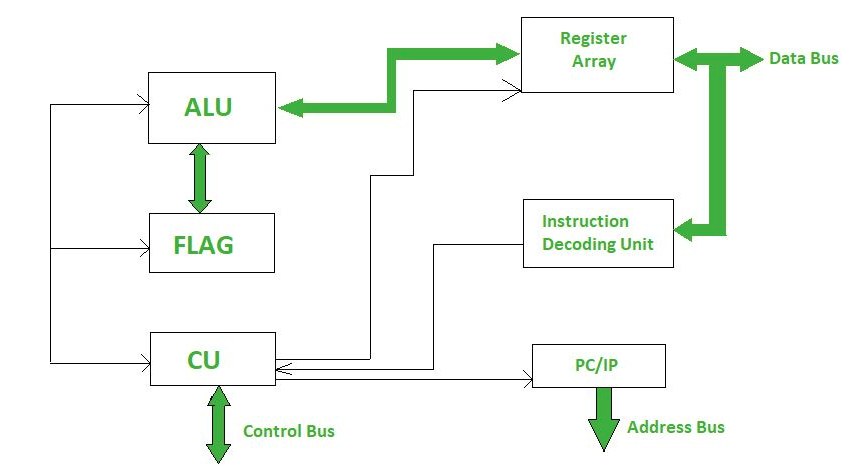 Register
Array
Data Bus
ALU
Instruction
Decoding Unit
FLAG
CU
PC/IP
Control Bus
Address Bus